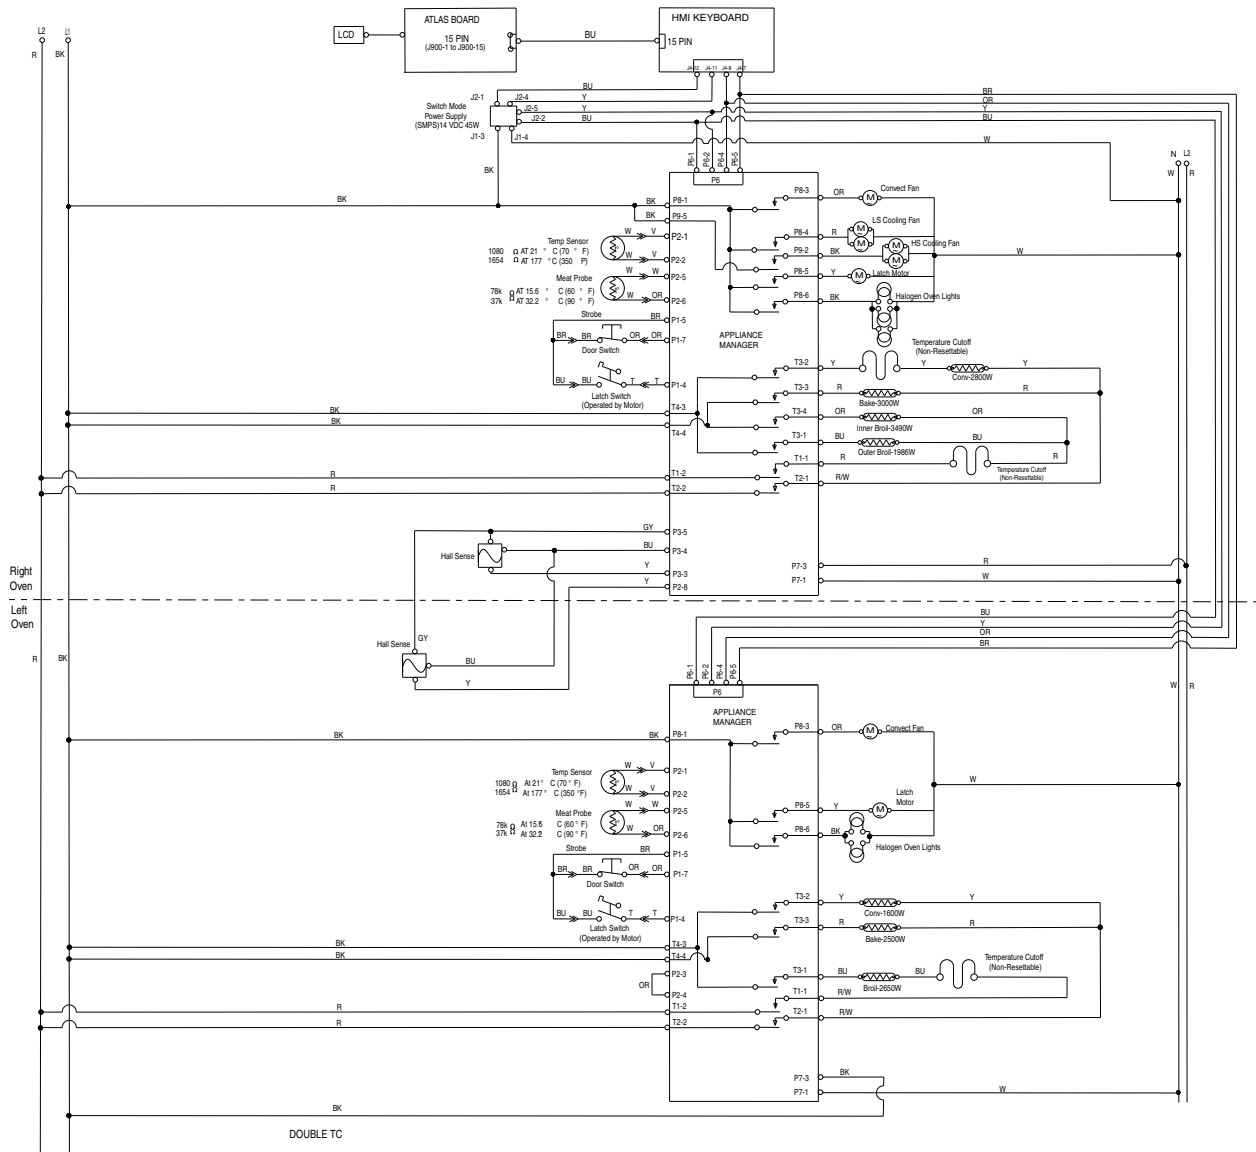 ATLAS BOARD
HMI KEYBOARD
L2 L1
LCD
15 PIN
(J900-1 to J900-15)
BU
15 PIN
R BK
J4-12 J4-11 J4-8 J4-7
BU
J2-1 J2-4 Y
BR
OR
Switch Mode
Power Supply
(SMPS)14 VDC 45W
J2-5 Y
Y
J2-2 BU
BU
J1-3 J1-4
W
N L2
P6-1 P6-2 P6-4 P6-5
W R
BK
P6
BK
BK P8-1
P8-3 OR
Convect Fan
BK P9-5
LS Cooling Fan
W V P2-1
P8-4 R
Temp Sensor
1080 Ω AT 21 ° C (70 ° F)
1654 Ω AT 177 ° C (350 F)
HS Cooling Fan
P9-2 BK
W
W V P2-2
P8-5 Y
Latch Motor
Meat Probe
W W P2-5
78k Ω AT 15.6 ° C (60 ° F)
37k Ω AT 32.2 ° C (90 ° F)
W OR P2-6
P8-6 BK
Halogen Oven Lights
Strobe
BR P1-5
BR BR OR OR P1-7
Door Switch
APPLIANCE
MANAGER
Temperature Cutoff
(Non-Resettable)
T3-2 Y Y Y
Conv-2800W
BU BU T T P1-4
Latch Switch
(Operated by Motor)
T3-3 R R
Bake-3000W
BK T4-3
T3-4 OR OR
Inner Broil-3490W
BK T4-4
T3-1 BU BU
Outer Broil-1986W
T1-1 R R
Temperature Cutoff
(Non-Resettable)
R T1-2
T2-1 R/W
R T2-2
GY P3-5
Hall Sense
BU P3-4
Y P3-3
P7-3 R
Y P2-8
P7-1 W
Right
Oven
Left
Oven
BU
Y
OR
BR
GY
Hall Sense
R BK
BU
Y
P6-1 P6-2 P6-4 P6-5
W R
P6
APPLIANCE
MANAGER
BK BK P8-1
P8-3 OR
Convect Fan
W V P2-1
Temp Sensor
1080 Ω At 21° C (70 ° F)
1654 Ω At 177° C (350 °F)
W
W V P2-2
Latch
Motor
Meat Probe
W W P2-5
P8-5 Y
78k Ω At 15.6 C (60 ° F)
37k Ω At 32.2 C (90 ° F)
W OR P2-6
P8-6 BK
Halogen Oven Lights
Strobe
BR P1-5
BR BR OR OR P1-7
Door Switch
T3-2 Y Y
Conv-1600W
BU BU T T P1-4
Latch Switch
(Operated by Motor)
T3-3 R R
Bake-2500W
BK T4-3
BK T4-4
Temperature Cutoff
(Non-Resettable)
P2-3
T3-1 BU BU
Broil-2650W
OR
P2-4
T1-1 R/W
R T1-2
T2-1 R/W
R T2-2
P7-3 BK
P7-1 W
BK
DOUBLE TC